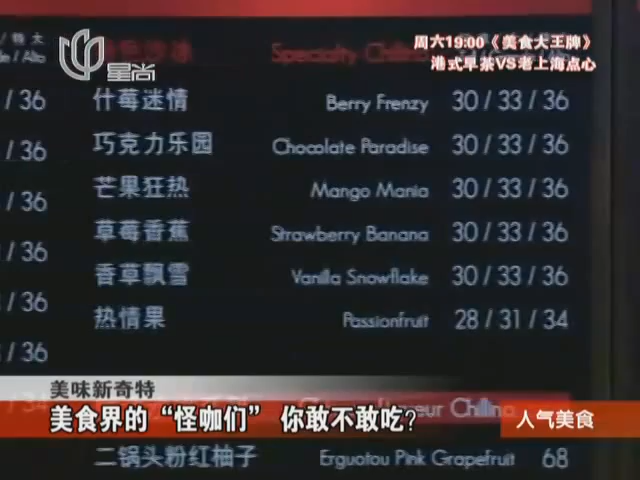 周六19:00《美食大王牌》
港式早茶VS老上海点心
星尚
/特大
Specialty Chillin
/ 36 什莓迷情 Berry Frenzy 30 / 33 / 36
/ 36 巧克力乐园 Chocolate Paradise 30 / 33 / 36
/ 36 芒果狂热 Mango Mania 30 / 33 / 36
/ 36 草莓香蕉 Strawberry Banana 30 / 33 / 36
/ 36 香草飘雪 Vanilla Snowflake 30 / 33 / 36
/ 36 热情果 Passionfruit 28 / 31 / 34
/ 36
美味新奇特
美食界的“怪咖们” 你敢不敢吃?
人气美食
二锅头粉红柚子 Erguotou Pink Grapefruit 68